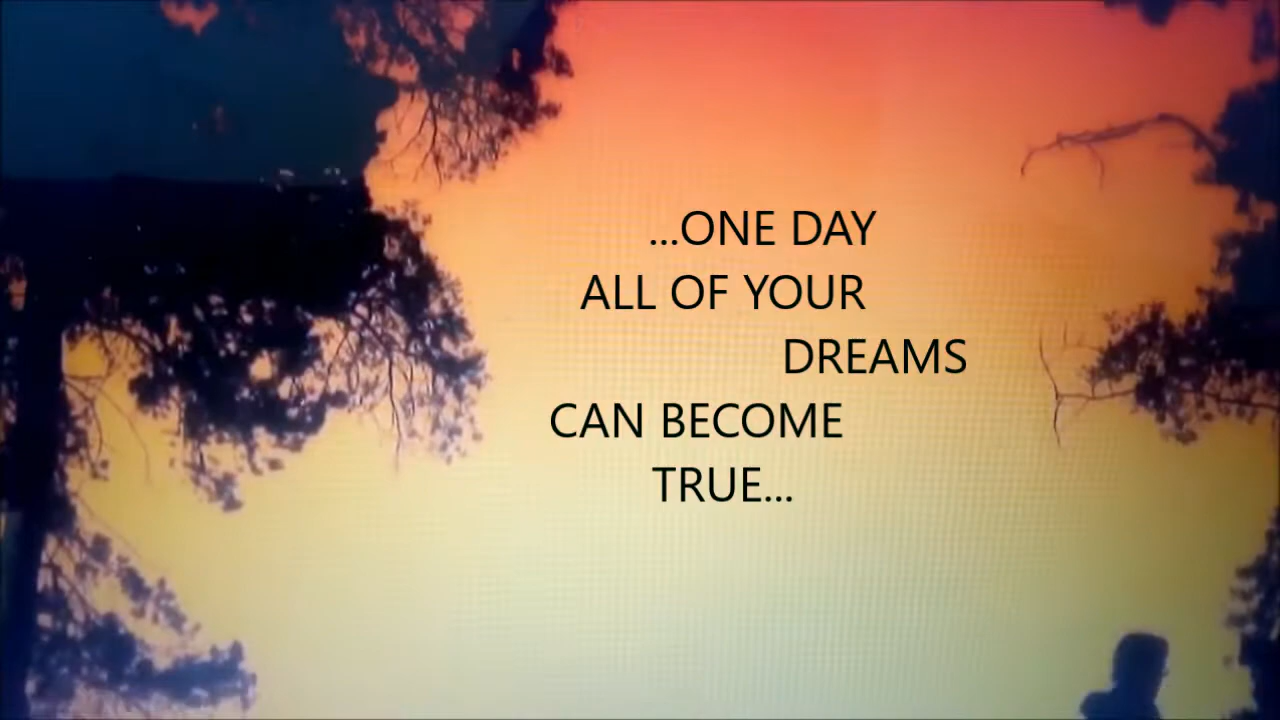 ...ONE DAY
ALL OF YOUR
DREAMS
CAN BECOME
TRUE...